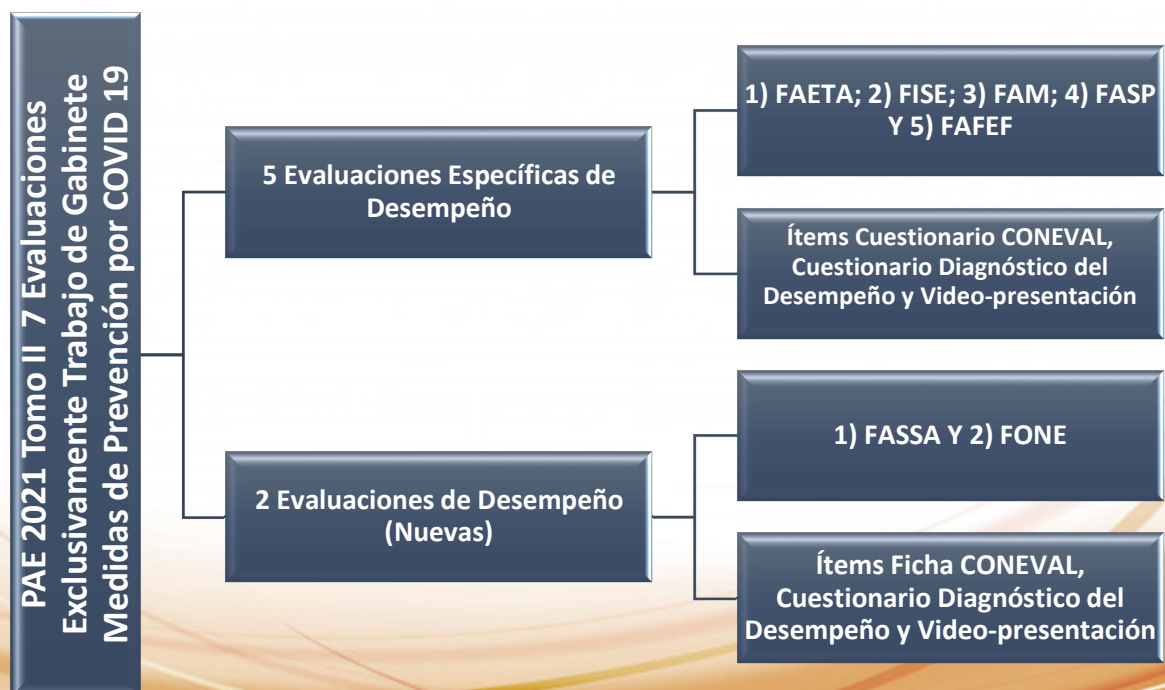 PAE 2021 Tomo II 7 Evaluaciones
Exclusivamente Trabajo de Gabinete
Medidas de Prevención por COVID 19
5 Evaluaciones Específicas de
Desempeño
1) FAETA; 2) FISE; 3) FAM; 4) FASP
Y 5) FAFEF
Ítems Cuestionario CONEVAL,
Cuestionario Diagnóstico del
Desempeño y Video-presentación
2 Evaluaciones de Desempeño
(Nuevas)
1) FASSA Y 2) FONE
Ítems Ficha CONEVAL,
Cuestionario Diagnóstico del
Desempeño y Video-presentación